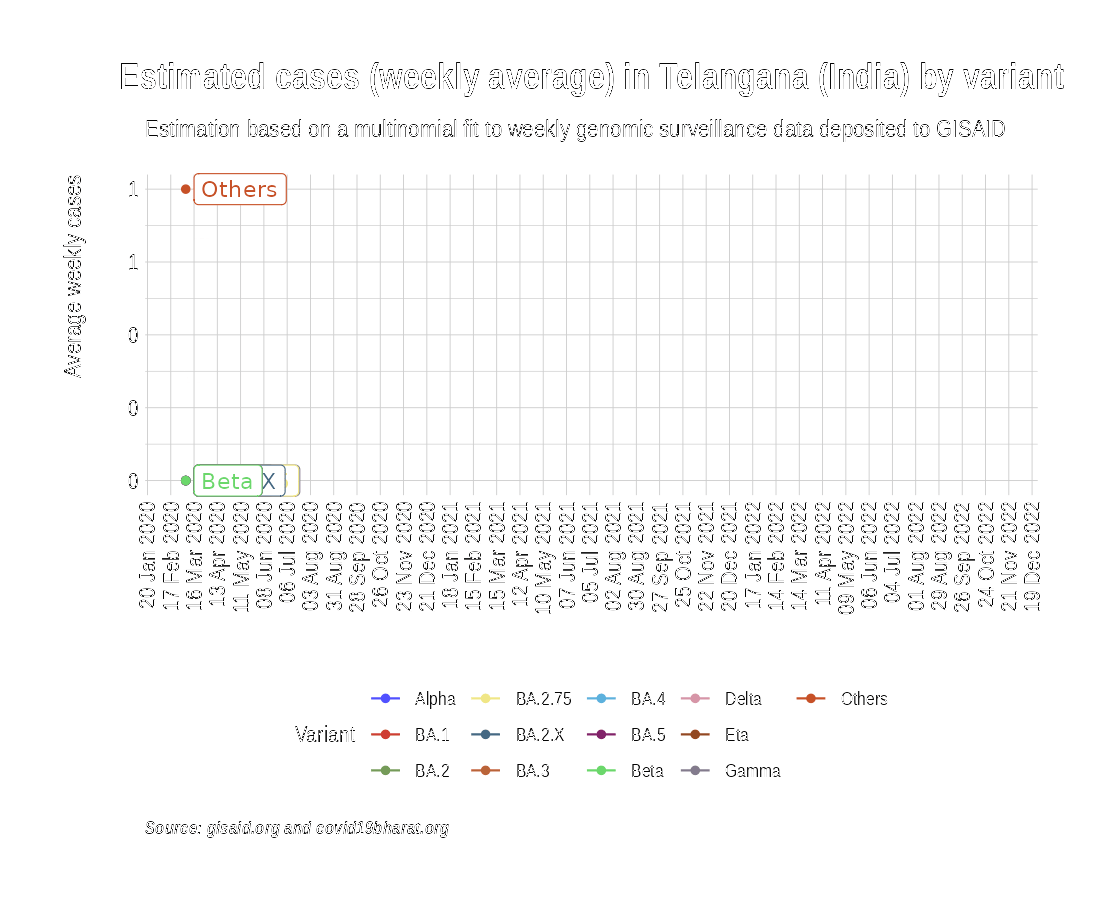 Estimated cases (weekly average) in Telangana (India) by variant
Estimation based on a multinomial fit to weekly genomic surveillance data deposited to GISAID
Average weekly cases
1
Others
1
0
0
0
Beta
X
20 Jan 2020
17 Feb 2020
16 Mar 2020
13 Apr 2020
11 May 2020
08 Jun 2020
06 Jul 2020
03 Aug 2020
31 Aug 2020
28 Sep 2020
26 Oct 2020
23 Nov 2020
21 Dec 2020
18 Jan 2021
15 Feb 2021
15 Mar 2021
12 Apr 2021
10 May 2021
07 Jun 2021
05 Jul 2021
02 Aug 2021
30 Aug 2021
27 Sep 2021
25 Oct 2021
22 Nov 2021
20 Dec 2021
17 Jan 2022
14 Feb 2022
14 Mar 2022
11 Apr 2022
09 May 2022
06 Jun 2022
04 Jul 2022
01 Aug 2022
29 Aug 2022
26 Sep 2022
24 Oct 2022
21 Nov 2022
19 Dec 2022
Alpha BA.2.75 BA.4 Delta Others
Variant BA.1 BA.2.X BA.5 Eta
BA.2 BA.3 Beta Gamma
Source: gisaid.org and covid19bharat.org